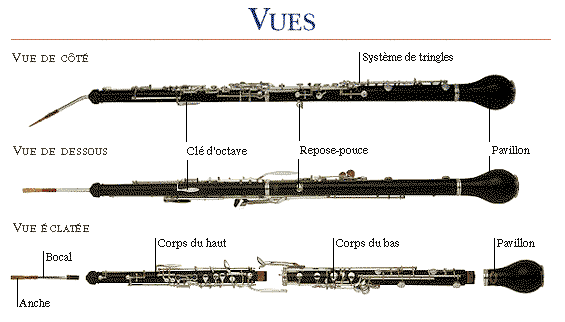 VUES
VUE DE CÔTÉ
Système de tringles
VUE DE DESSOUS
Clé d'octave
Repose-pouce
Pavillon
VUE ÉCLATÉE
Corps du haut
Corps du bas
Pavillon
Bocal
Anche